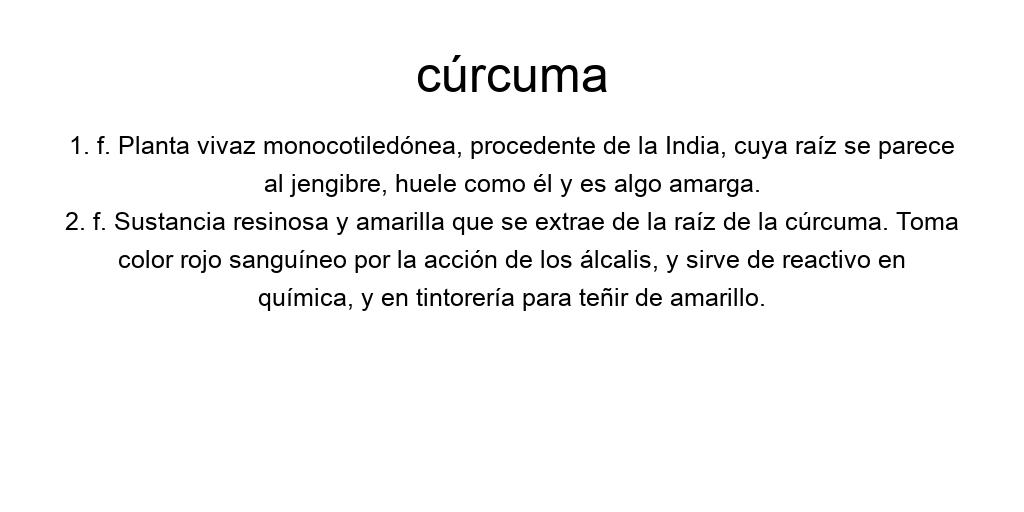 cúrcuma
1. f. Planta vivaz monocotiledónea, procedente de la India, cuya raíz se parece
al jengibre, huele como él y es algo amarga.
2. f. Sustancia resinosa y amarilla que se extrae de la raíz de la cúrcuma. Toma
color rojo sanguíneo por la acción de los álcalis, y sirve de reactivo en
química, y en tintorería para teñir de amarillo.